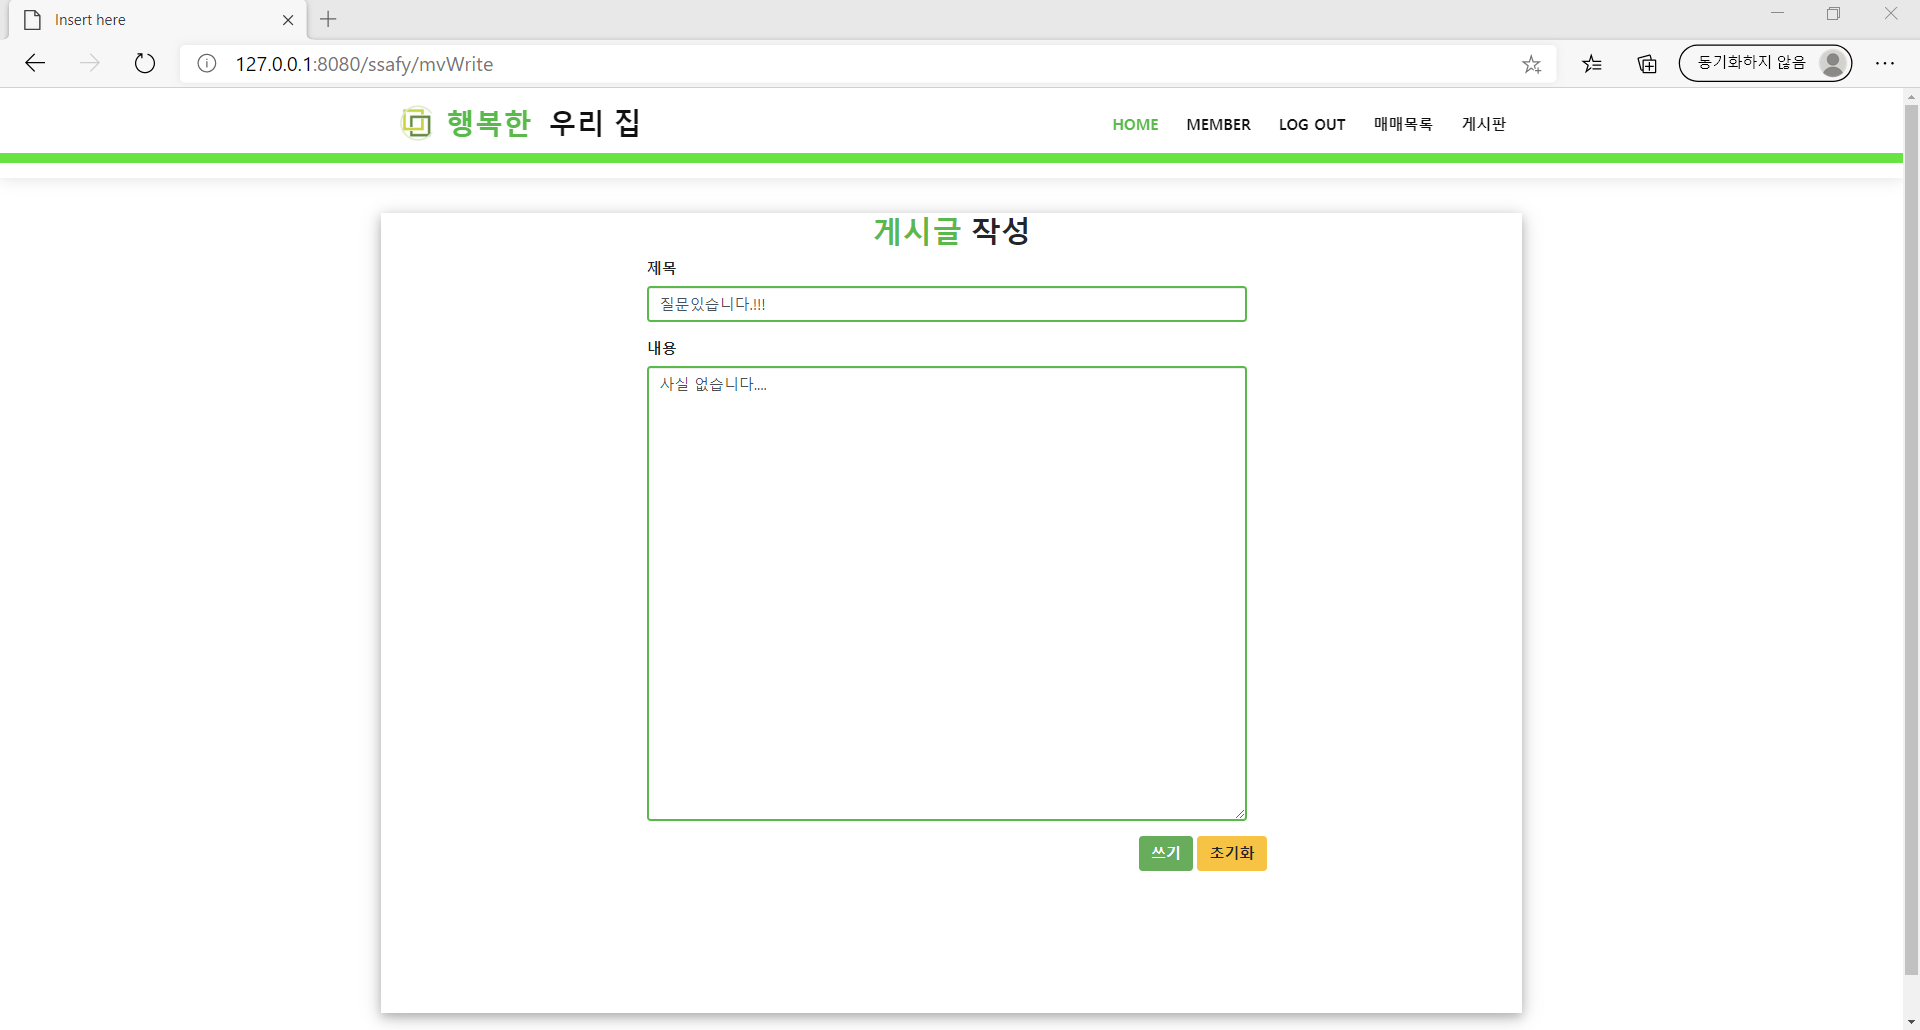 Insert here
127.0.0.1:8080/ssafy/mvWrite
동기화하지 않음
행복한 우리 집
HOME MEMBER LOG OUT 매매목록 게시판
게시글 작성
제목
질문있습니다.!!!
내용
사실 없습니다....
쓰기 초기화